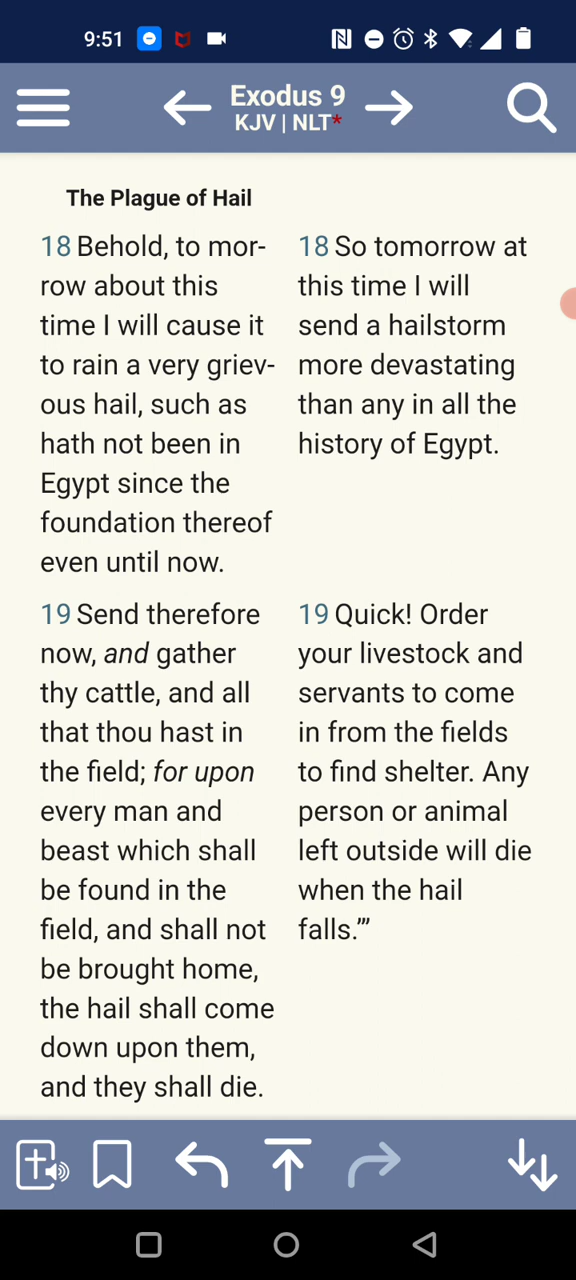 9:51
Exodus 9
KJV | NLT*
The Plague of Hail
18 Behold, to mor-
row about this
time I will cause it
to rain a very griev-
ous hail, such as
hath not been in
Egypt since the
foundation thereof
even until now.
18 So tomorrow at
this time I will
send a hailstorm
more devastating
than any in all the
history of Egypt.
19 Send therefore
now, and gather
thy cattle, and all
that thou hast in
the field; for upon
every man and
beast which shall
be found in the
field, and shall not
be brought home,
the hail shall come
down upon them,
and they shall die.
19 Quick! Order
your livestock and
servants to come
in from the fields
to find shelter. Any
person or animal
left outside will die
when the hail
falls.’”